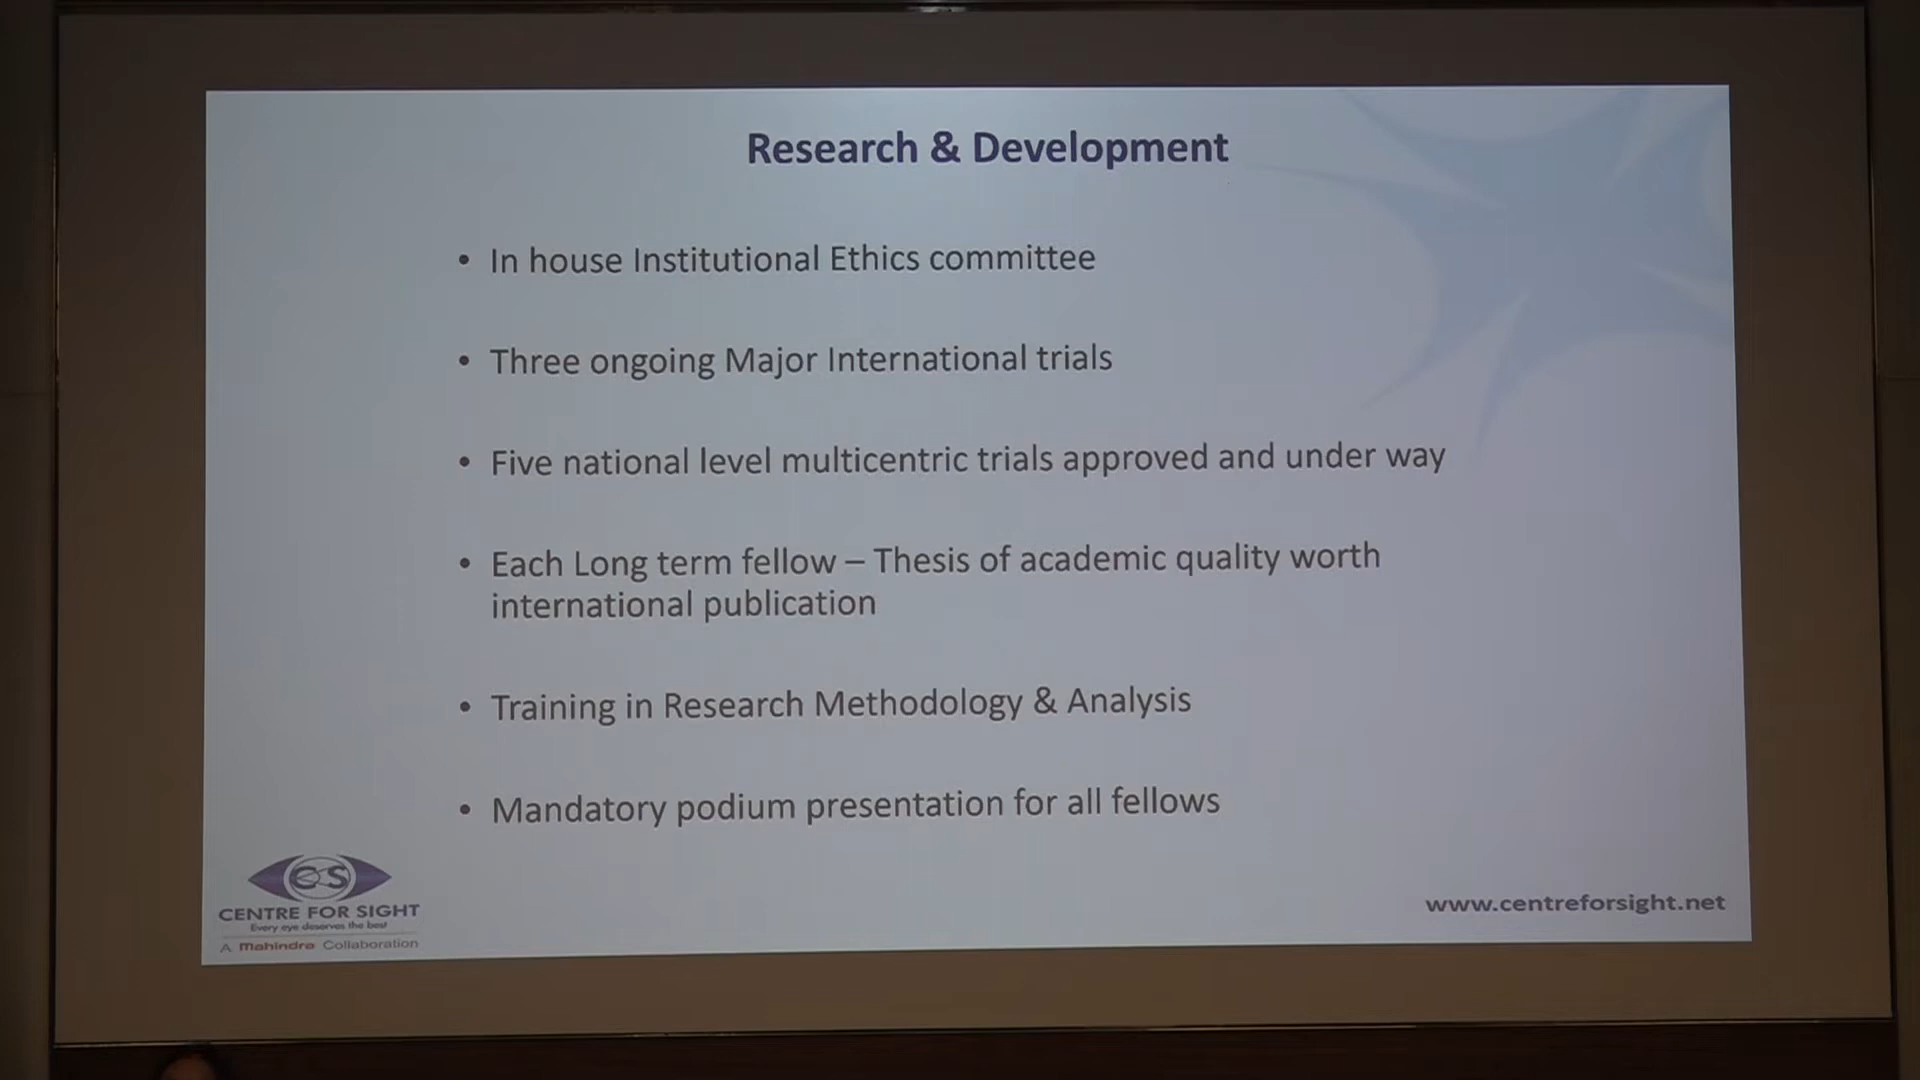 Research & Development
• In house Institutional Ethics committee
• Three ongoing Major International trials
• Five national level multicentric trials approved and under way
• Each Long term fellow – Thesis of academic quality worth
international publication
• Training in Research Methodology & Analysis
• Mandatory podium presentation for all fellows
CS
CENTRE FOR SIGHT
Every eye deserves the best
A Mahindra Collaboration
www.centreforsight.net